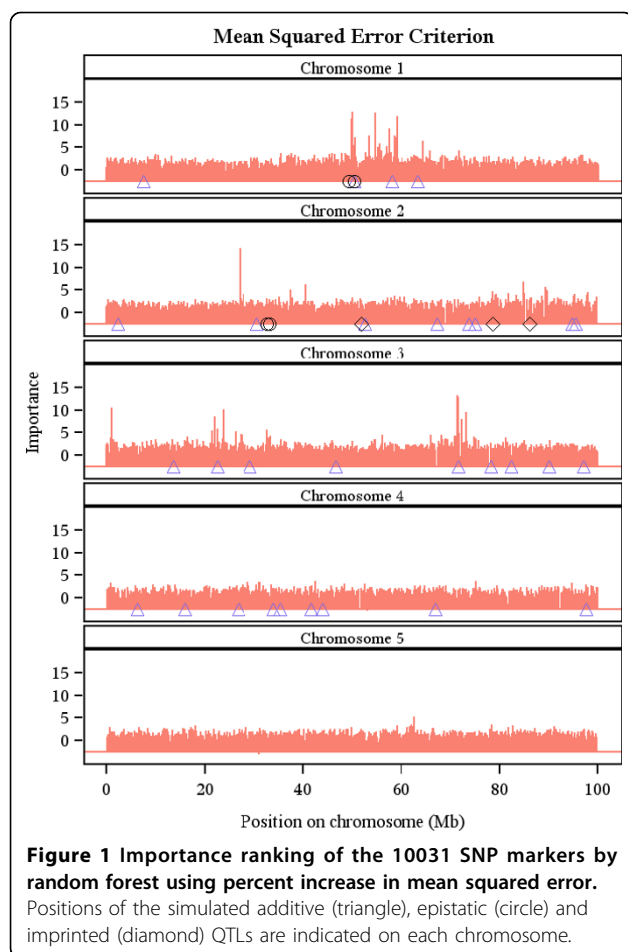 Mean Squared Error Criterion
Chromosome 1
15
10
5
0
Chromosome 2
15
10
5
0
Chromosome 3
15
10
5
0
Importance
Chromosome 4
15
10
5
0
Chromosome 5
15
10
5
0
0 20 40 60 80 100
Position on chromosome (Mb)
Figure 1 Importance ranking of the 10031 SNP markers by
random forest using percent increase in mean squared error.
Positions of the simulated additive (triangle), epistatic (circle) and
imprinted (diamond) QTLs are indicated on each chromosome.